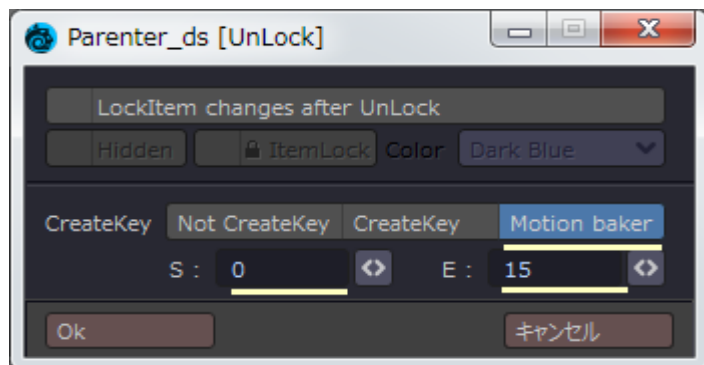 Parenter_ds [UnLock]
LockItem changes after UnLock
Hidden ItemLock Color Dark Blue
CreateKey Not CreateKey CreateKey Motion baker
S : 0 E : 15
Ok キャンセル